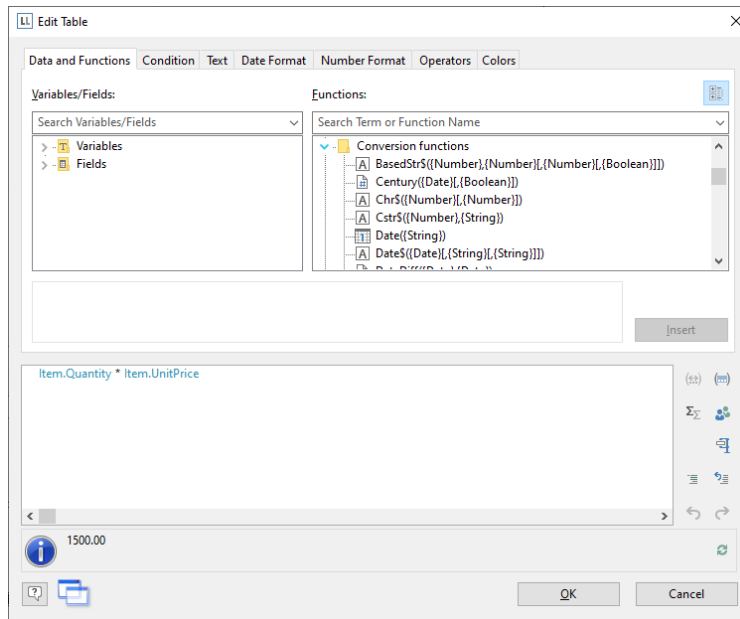 LL Edit Table
Data and Functions Condition Text Date Format Number Format Operators Colors
Variables/Fields: Functions:
Search Variables/Fields Search Term or Function Name
Variables
Fields
Conversion functions
BasedStr$({Number},{Number}[,{Number}[,{Boolean}]])
Century({Date}[,{Boolean}])
Chr$({Number}[,{Number}])
Cstr$({Number},{String})
Date({String})
Date$({Date}[,{String}[,{String}]])
DateDiff({Date},{Date})
Insert
Item.Quantity * Item.UnitPrice
1500.00
OK Cancel